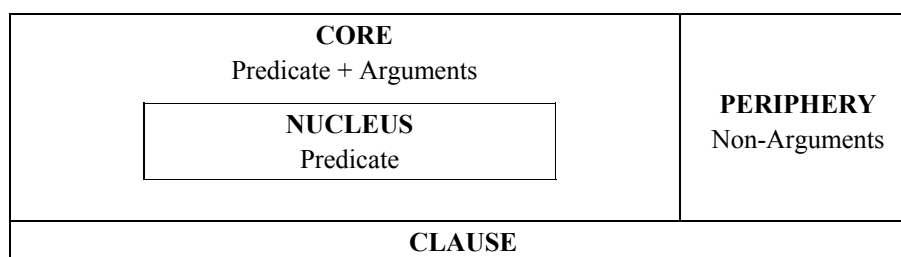 CORE
Predicate + Arguments
NUCLEUS
Predicate
PERIPHERY
Non-Arguments
CLAUSE